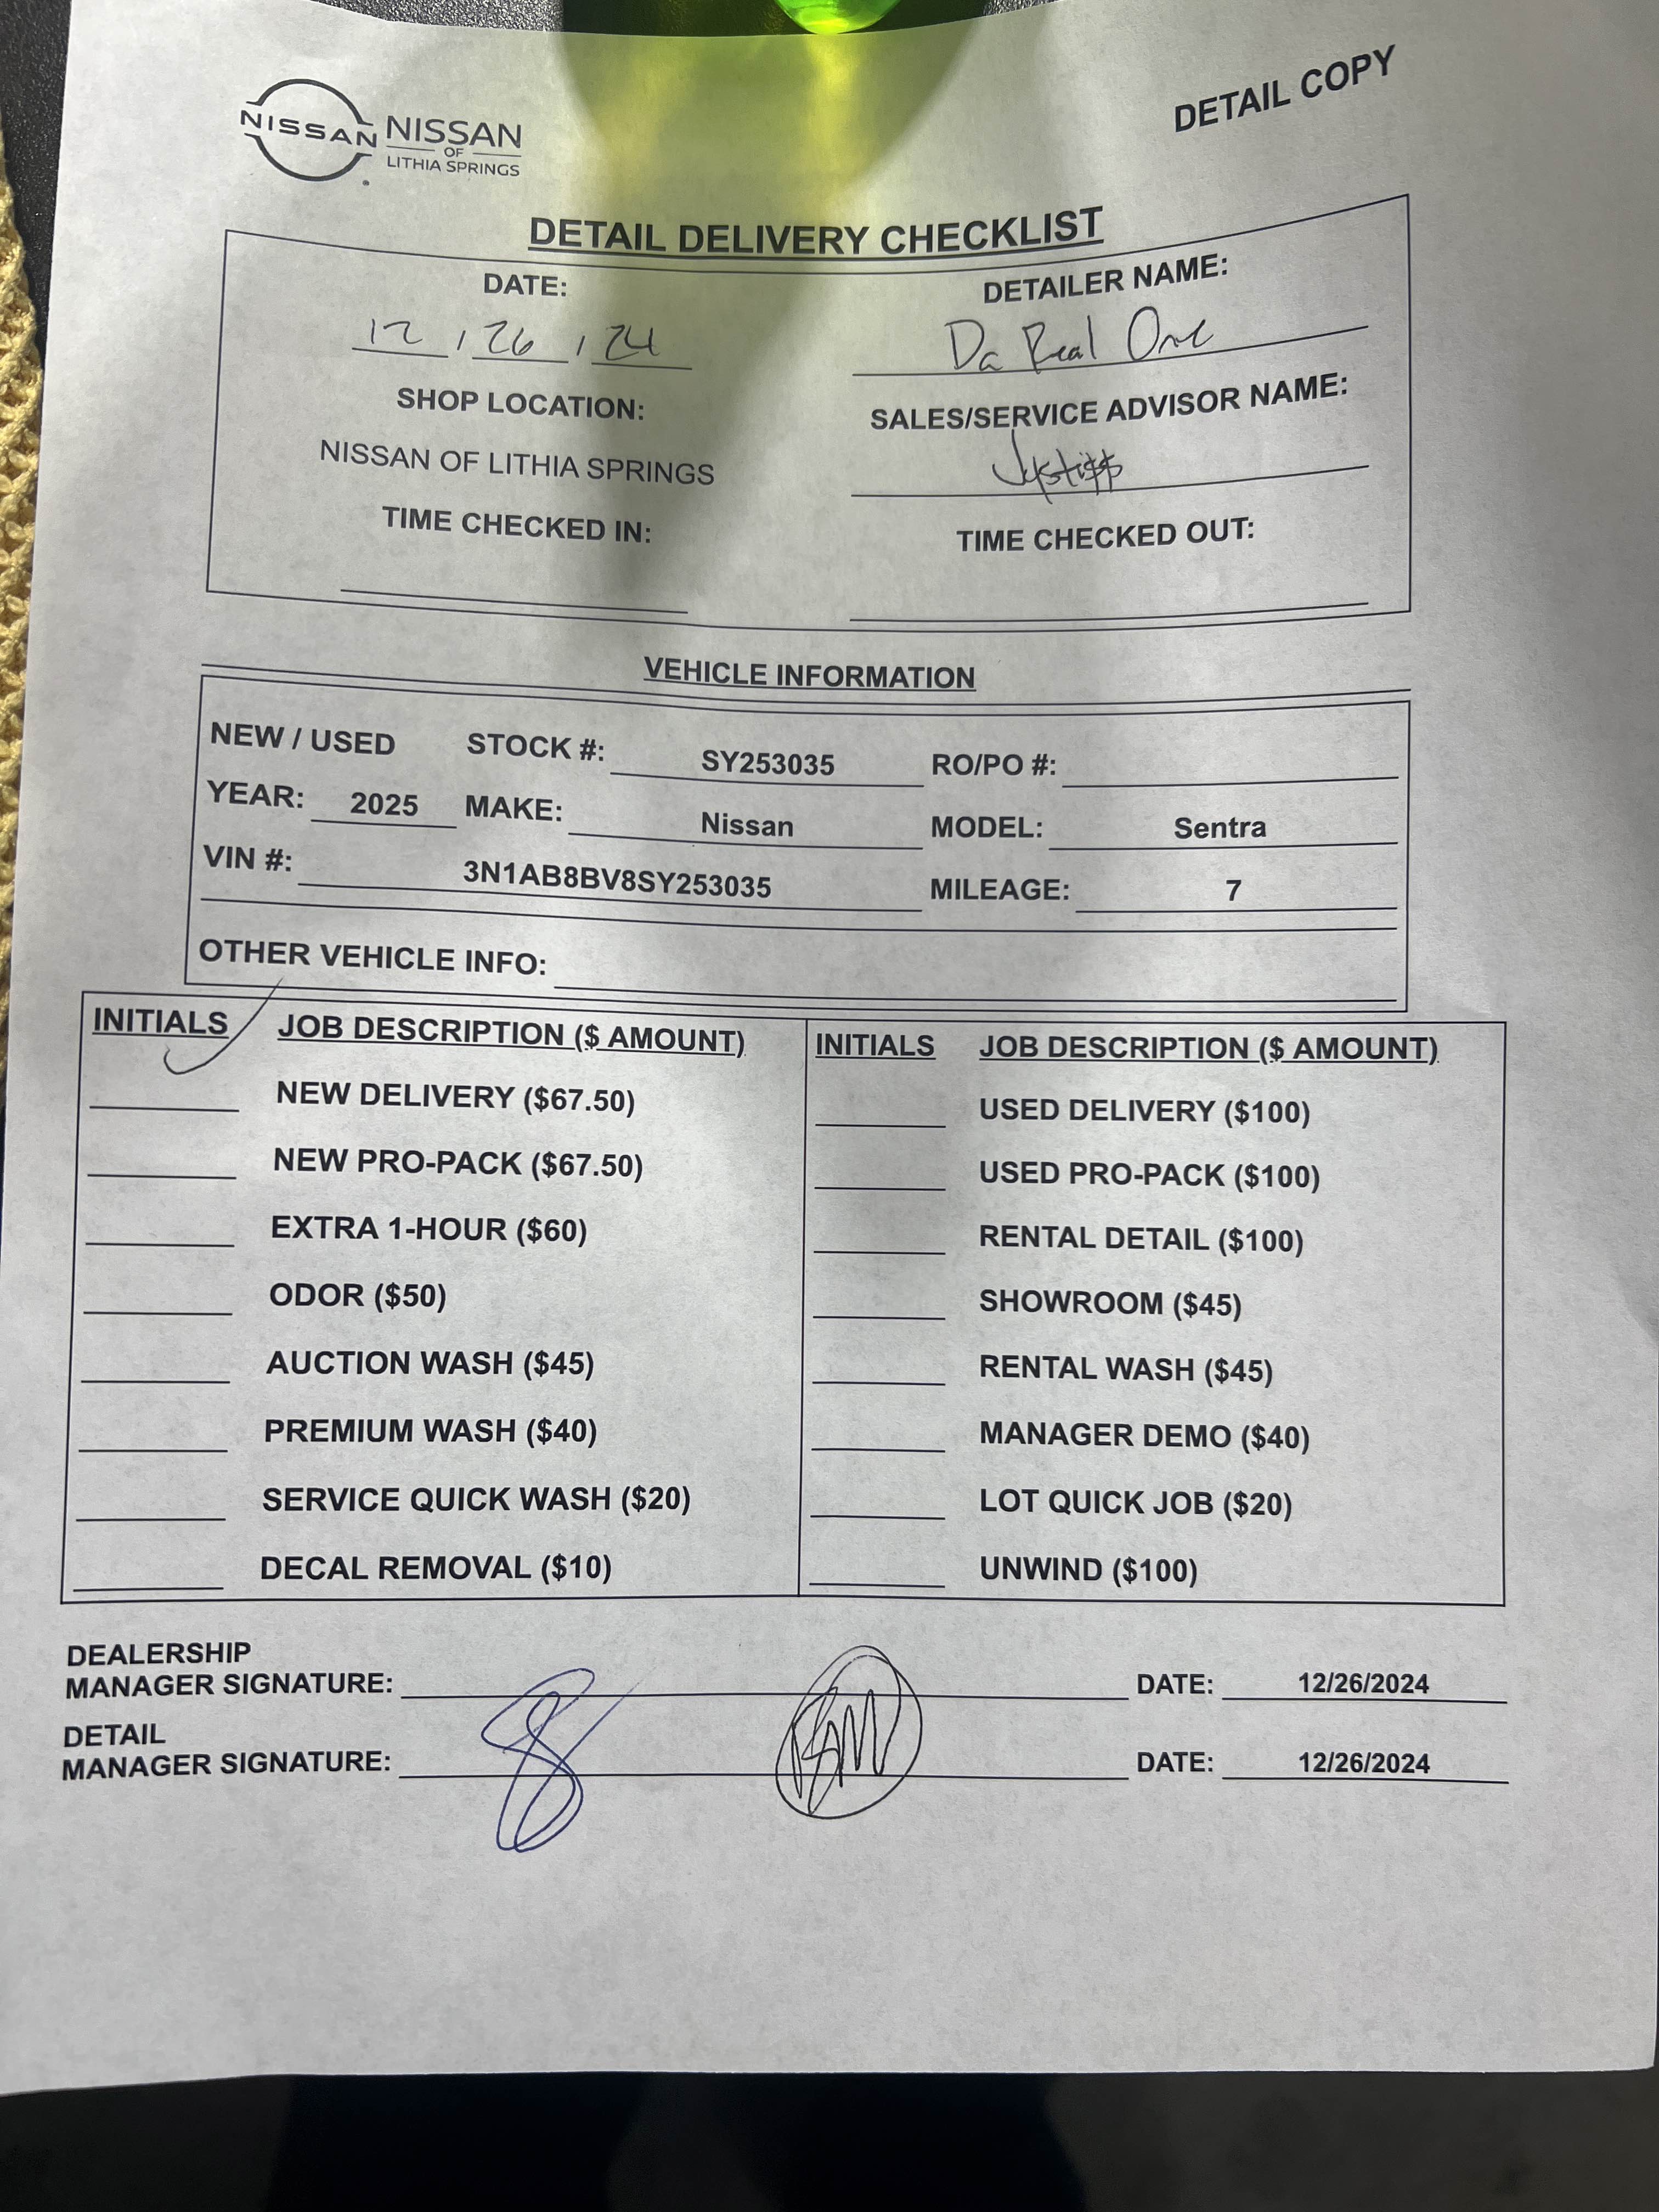 DETAIL COPY
NISSAN NISSAN
OF
LITHIA SPRINGS
DETAIL DELIVERY CHECKLIST
DATE: DETAILER NAME:
12 / 26 / 24 Da Real One
SHOP LOCATION: SALES/SERVICE ADVISOR NAME:
NISSAN OF LITHIA SPRINGS
TIME CHECKED IN: TIME CHECKED OUT:
VEHICLE INFORMATION
NEW / USED STOCK #: SY253035 RO/PO #:
YEAR: 2025 MAKE: Nissan MODEL: Sentra
VIN #: 3N1AB8BV8SY253035 MILEAGE: 7
OTHER VEHICLE INFO:
INITIALS JOB DESCRIPTION ($ AMOUNT) INITIALS JOB DESCRIPTION ($ AMOUNT)
NEW DELIVERY ($67.50) USED DELIVERY ($100)
NEW PRO-PACK ($67.50) USED PRO-PACK ($100)
EXTRA 1-HOUR ($60) RENTAL DETAIL ($100)
ODOR ($50) SHOWROOM ($45)
AUCTION WASH ($45) RENTAL WASH ($45)
PREMIUM WASH ($40) MANAGER DEMO ($40)
SERVICE QUICK WASH ($20) LOT QUICK JOB ($20)
DECAL REMOVAL ($10) UNWIND ($100)
DEALERSHIP
MANAGER SIGNATURE: DATE: 12/26/2024
DETAIL
MANAGER SIGNATURE: DATE: 12/26/2024